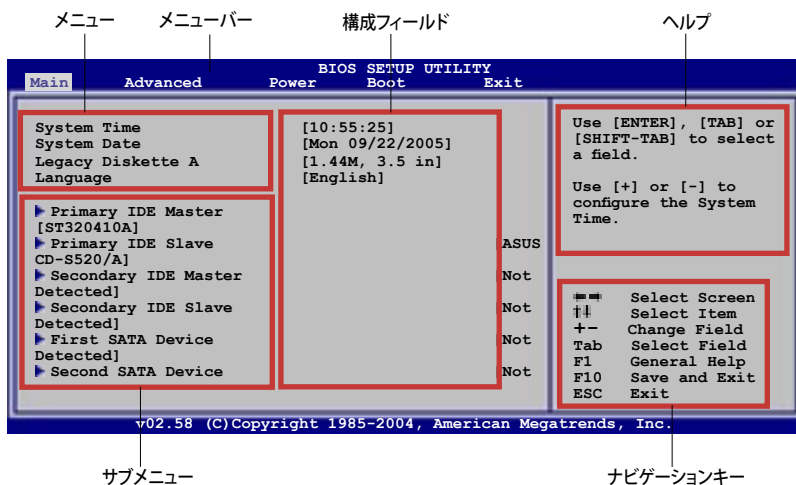 メニュー メニューバー 構成フィールド ヘルプ
BIOS SETUP UTILITY
Main Advanced Power Boot Exit
System Time [10:55:25]
System Date [Mon 09/22/2005]
Legacy Diskette A [1.44M, 3.5 in]
Language [English]
Primary IDE Master
[ST320410A]
Primary IDE Slave [ASUS
CD-S520/A]
Secondary IDE Master [Not
Detected]
Secondary IDE Slave [Not
Detected]
First SATA Device [Not
Detected]
Second SATA Device [Not
Use [ENTER], [TAB] or
[SHIFT-TAB] to select
a field.
Use [+] or [-] to
configure the System
Time.
←→ Select Screen
↑↓ Select Item
+- Change Field
Tab Select Field
F1 General Help
F10 Save and Exit
ESC Exit
v02.58 (C)Copyright 1985-2004, American Megatrends, Inc.
サブメニュー ナビゲーションキー